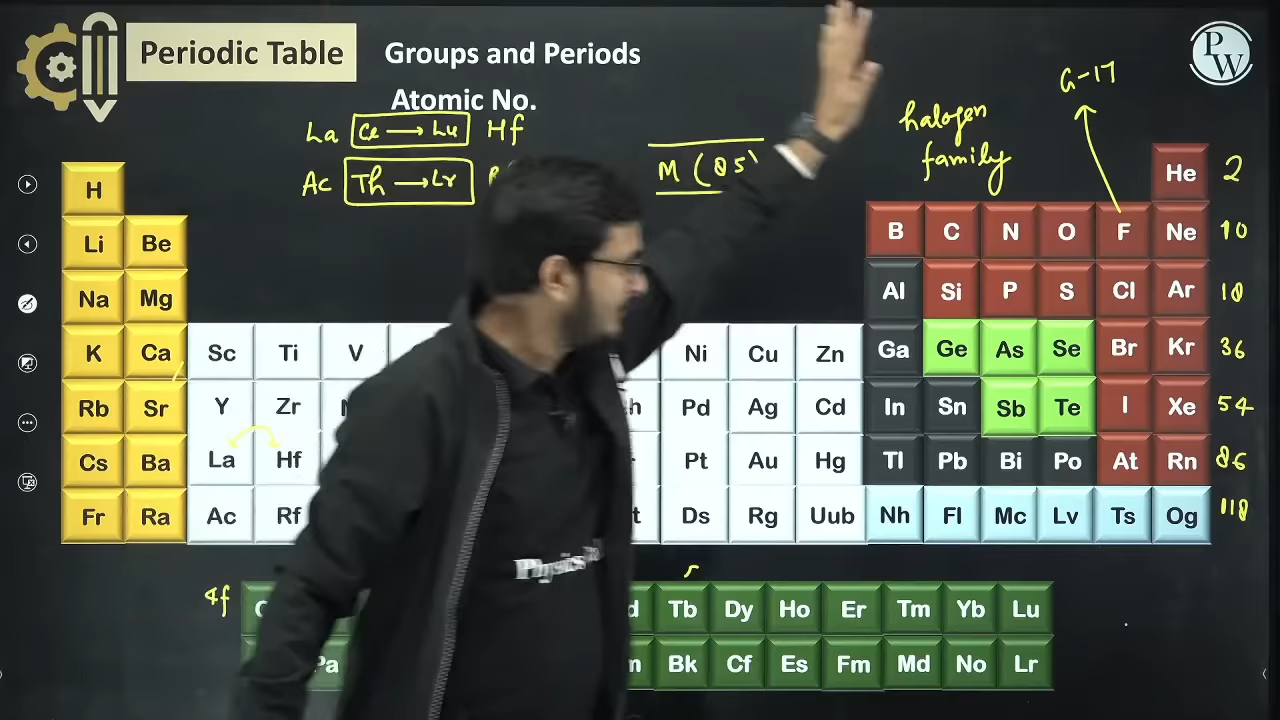 Periodic Table
Groups and Periods
Atomic No.
PW
La Ce → Lu Hf
Ac Th → Lr
M (85)
halogen
family
G-17
H He 2
Li Be B C N O F Ne 10
Na Mg Al Si P S Cl Ar 18
K Ca Sc Ti V Ni Cu Zn Ga Ge As Se Br Kr 36
Rb Sr Y Zr Pd Ag Cd In Sn Sb Te I Xe 54
Cs Ba La Hf Pt Au Hg Tl Pb Bi Po At Rn 86
Fr Ra Ac Rf Ds Rg Uub Nh Fl Mc Lv Ts Og 118
4f Tb Dy Ho Er Tm Yb Lu
Pa Bk Cf Es Fm Md No Lr